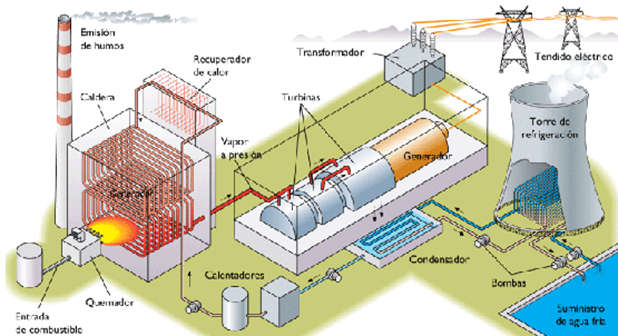 Emisión
de humos
Recuperador
de calor
Caldera
Generador
Vapor
a presión
Turbinas
Transformador
Tendido eléctrico
Torre de
refrigeración
Generador
Calentadores
Condensador
Bombas
Quemador
Entrada
de combustible
Suministro
de agua fría